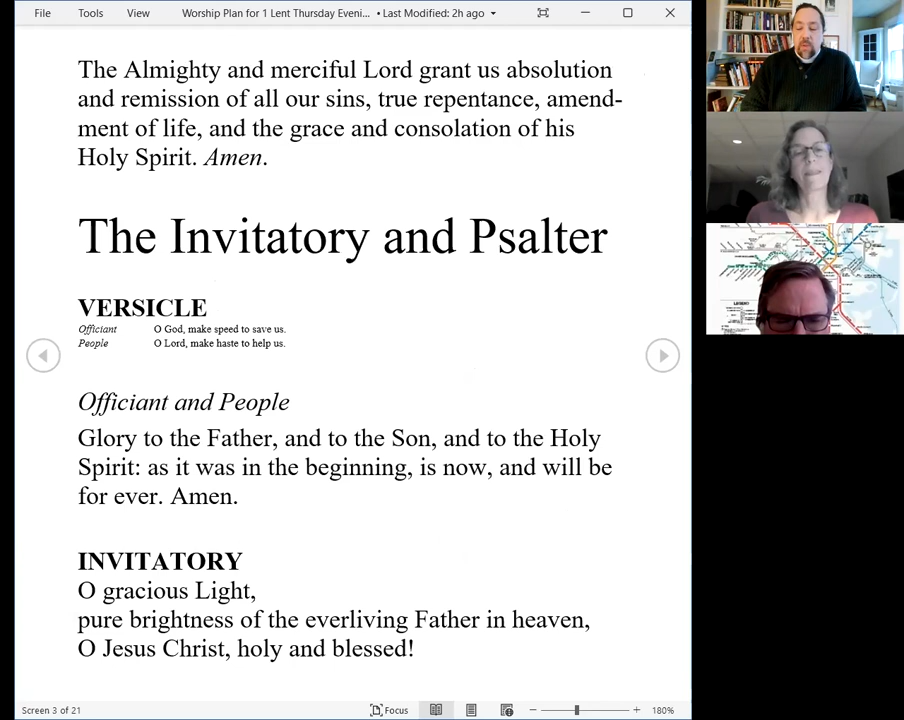 File Tools View Worship Plan for 1 Lent Thursday Eveni... • Last Modified: 2h ago
The Almighty and merciful Lord grant us absolution
and remission of all our sins, true repentance, amend-
ment of life, and the grace and consolation of his
Holy Spirit. Amen.
The Invitatory and Psalter
VERSICLE
Officiant O God, make speed to save us.
People O Lord, make haste to help us.
Officiant and People
Glory to the Father, and to the Son, and to the Holy
Spirit: as it was in the beginning, is now, and will be
for ever. Amen.
INVITATORY
O gracious Light,
pure brightness of the everliving Father in heaven,
O Jesus Christ, holy and blessed!
Screen 3 of 21 Focus 180%